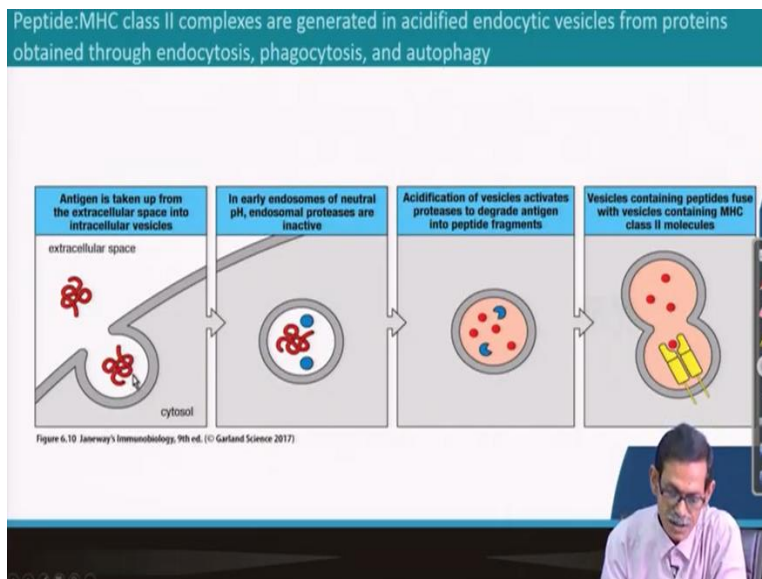 Peptide:MHC class II complexes are generated in acidified endocytic vesicles from proteins
obtained through endocytosis, phagocytosis, and autophagy
Antigen is taken up from
the extracellular space into
intracellular vesicles
extracellular space
cytosol
In early endosomes of neutral
pH, endosomal proteases are
inactive
Acidification of vesicles activates
proteases to degrade antigen
into peptide fragments
Vesicles containing peptides fuse
with vesicles containing MHC
class II molecules
Figure 6.10 Janeway's Immunobiology, 9th ed. (© Garland Science 2017)